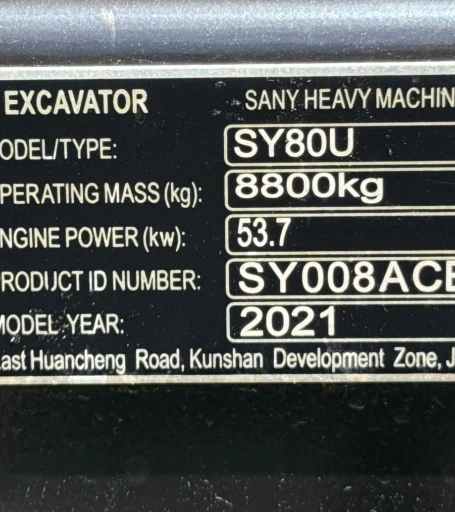 EXCAVATOR SANY HEAVY MACHIN
ODEL/TYPE: SY80U
PERATING MASS (kg): 8800kg
NGINE POWER (kw): 53.7
RODUCT ID NUMBER: SY008ACE
MODEL YEAR: 2021
ast Huancheng Road, Kunshan Development Zone, J